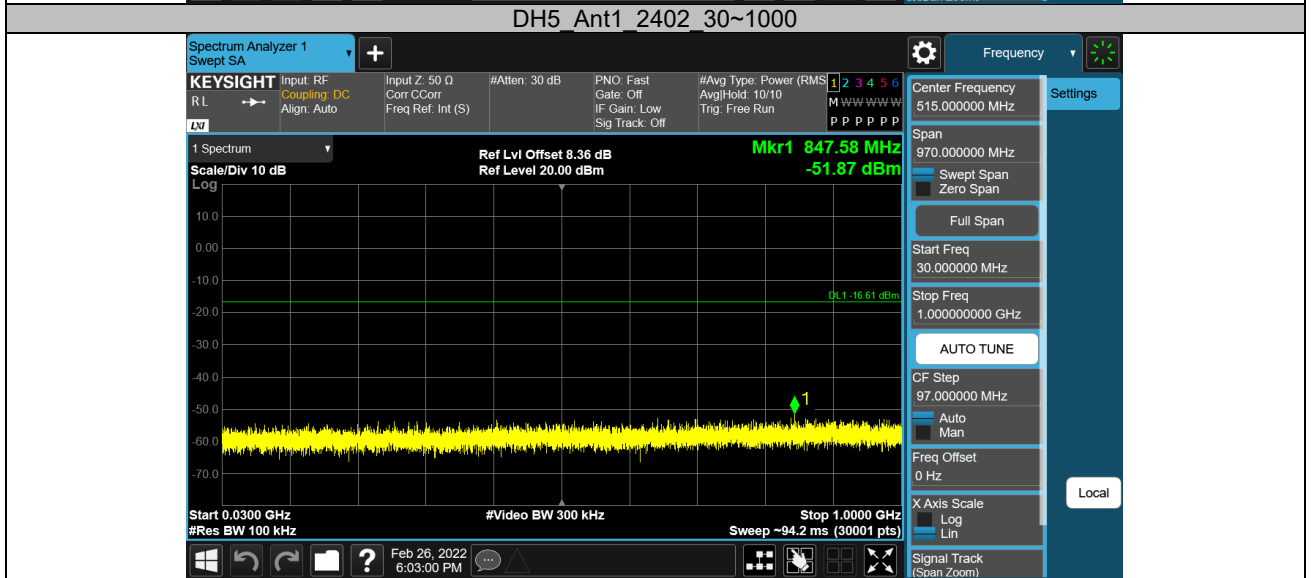 DH5_Ant1_2402_30~1000
Spectrum Analyzer 1
Swept SA
+
Frequency
KEYSIGHT
R L
LXI
Input: RF
Coupling: DC
Align: Auto
Input Z: 50 Ω
Corr CCorr
Freq Ref: Int (S)
#Atten: 30 dB
PNO: Fast
Gate: Off
IF Gain: Low
Sig Track: Off
#Avg Type: Power (RMS
Avg|Hold: 10/10
Trig: Free Run
1 2 3 4 5 6
M W W W W W
P P P P P P
1 Spectrum
Scale/Div 10 dB
Log
Ref Lvl Offset 8.36 dB
Ref Level 20.00 dBm
Mkr1 847.58 MHz
-51.87 dBm
10.0
0.00
-10.0
-20.0
-30.0
-40.0
-50.0
-60.0
-70.0
DL1 -16.61 dBm
1
Start 0.0300 GHz
#Res BW 100 kHz
#Video BW 300 kHz
Stop 1.0000 GHz
Sweep ~94.2 ms (30001 pts)
?
Feb 26, 2022
6:03:00 PM
Center Frequency
515.000000 MHz
Span
970.000000 MHz
Swept Span
Zero Span
Full Span
Start Freq
30.000000 MHz
Stop Freq
1.000000000 GHz
AUTO TUNE
CF Step
97.000000 MHz
Auto
Man
Freq Offset
0 Hz
X Axis Scale
Log
Lin
Signal Track
(Span Zoom)
Settings
Local